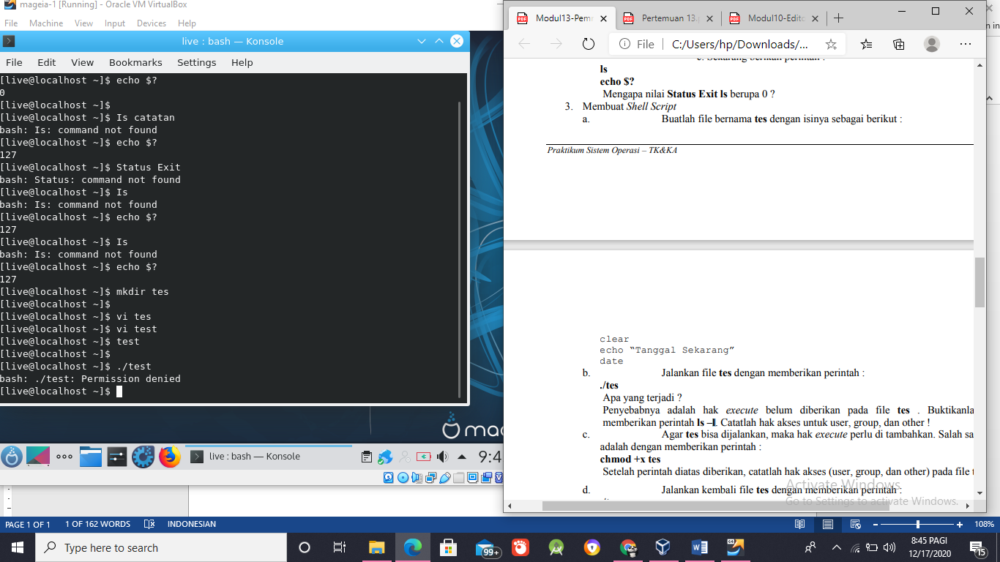 mageia-1 [Running] - Oracle VM VirtualBox
File Machine View Input Devices Help
live : bash — Konsole
File Edit View Bookmarks Settings Help
[live@localhost ~]$ echo $?
0
[live@localhost ~]$
[live@localhost ~]$ Is catatan
bash: Is: command not found
[live@localhost ~]$ echo $?
127
[live@localhost ~]$ Status Exit
bash: Status: command not found
[live@localhost ~]$ Is
bash: Is: command not found
[live@localhost ~]$ echo $?
127
[live@localhost ~]$ Is
bash: Is: command not found
[live@localhost ~]$ echo $?
127
[live@localhost ~]$ mkdir tes
[live@localhost ~]$
[live@localhost ~]$ vi tes
[live@localhost ~]$ vi test
[live@localhost ~]$ test
[live@localhost ~]$
[live@localhost ~]$ ./test
bash: ./test: Permission denied
[live@localhost ~]$
mag
live : bash — Konsole
9:4
Modul13-Pem
Pertemuan 13.
Modul10-Edito
File C:/Users/hp/Downloads/...
n in
c. Sekarang berikan perintah :
ls
echo $?
Mengapa nilai Status Exit ls berupa 0 ?
3. Membuat Shell Script
a. Buatlah file bernama tes dengan isinya sebagai berikut :
Praktikum Sistem Operasi – TK&KA
clear
echo “Tanggal Sekarang”
date
b. Jalankan file tes dengan memberikan perintah :
./tes
Apa yang terjadi ?
Penyebabnya adalah hak execute belum diberikan pada file tes . Buktikanla
memberikan perintah ls –l. Catatlah hak akses untuk user, group, dan other !
c. Agar tes bisa dijalankan, maka hak execute perlu di tambahkan. Salah sa
adalah dengan memberikan perintah :
chmod +x tes
Setelah perintah diatas diberikan, catatlah hak akses (user, group, dan other) pada file t
d. Jalankan kembali file tes dengan memberikan perintah :
Activate Windows
Go to Settings to activate Windows.
PAGE 1 OF 1 1 OF 162 WORDS INDONESIAN 108%
Type here to search
99+
64
8:45 PAGI
12/17/2020
15